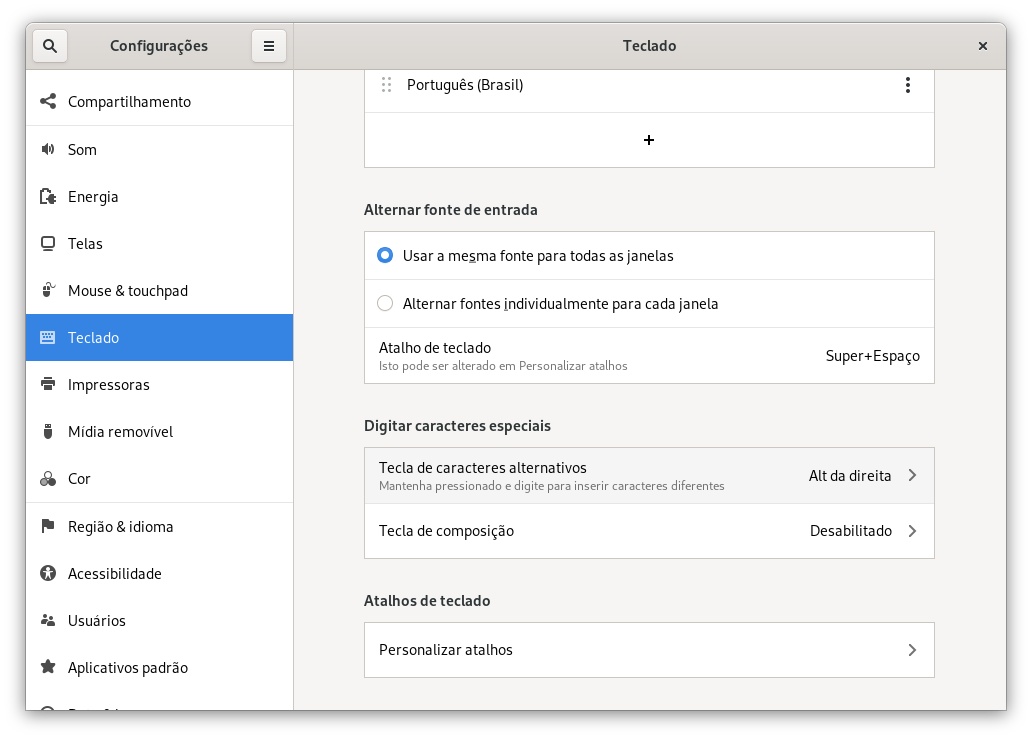 Configurações
Teclado
Compartilhamento
Som
Energia
Telas
Mouse & touchpad
Teclado
Impressoras
Mídia removível
Cor
Região & idioma
Acessibilidade
Usuários
Aplicativos padrão
Português (Brasil)
Alternar fonte de entrada
Usar a mesma fonte para todas as janelas
Alternar fontes individualmente para cada janela
Atalho de teclado
Isto pode ser alterado em Personalizar atalhos
Super+Espaço
Digitar caracteres especiais
Tecla de caracteres alternativos
Mantenha pressionado e digite para inserir caracteres diferentes
Alt da direita
Tecla de composição
Desabilitado
Atalhos de teclado
Personalizar atalhos